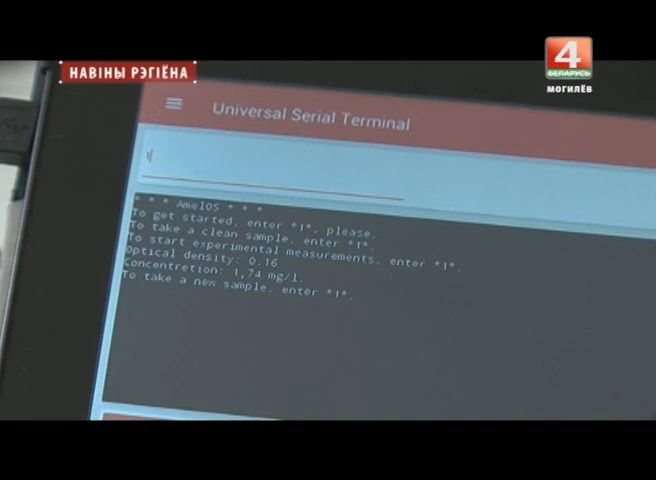 НАВІНЫ РЭГІЁНА
4
БЕЛАРУСЬ
МОГИЛЁВ
Universal Serial Terminal
* * * AmelOS * * *
To get started, enter *1*, please.
To take a clean sample, enter *1*.
To start experimental measurements, enter *1*.
Optical density: 0.16
Concentretion: 1,74 mg/l.
To take a new sample, enter *1*.